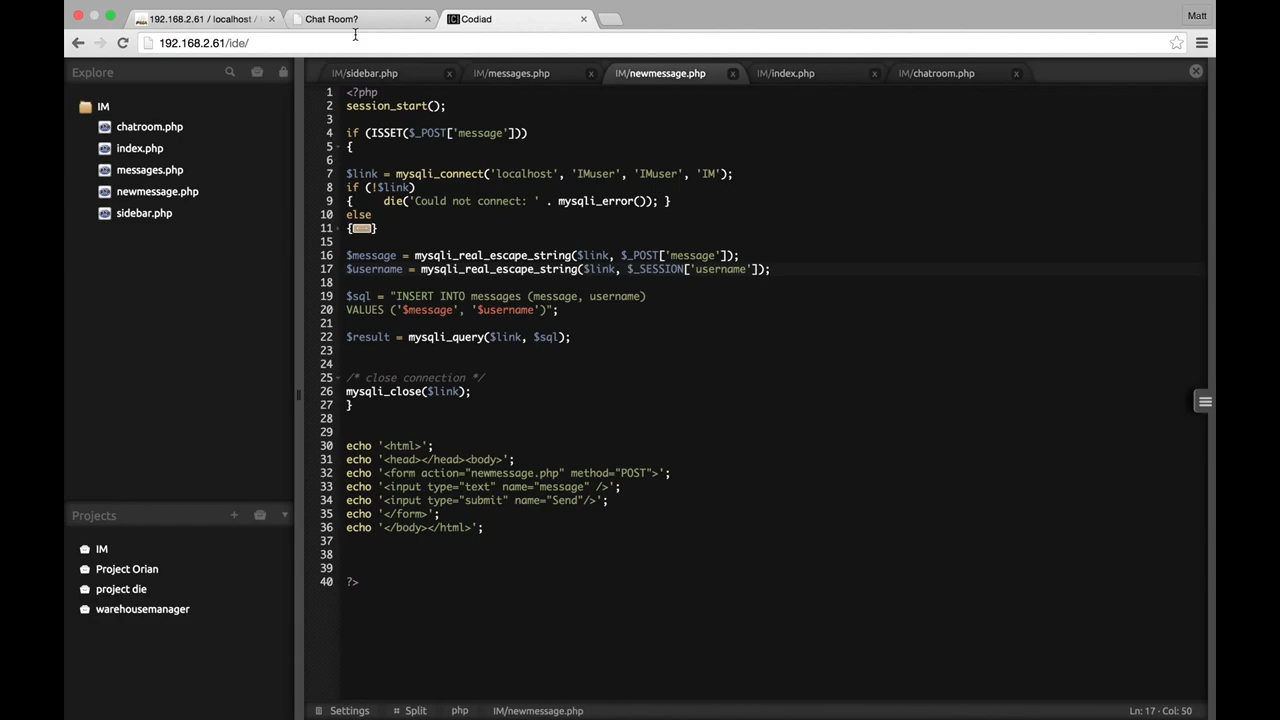 192.168.2.61 / localhost /
Chat Room?
Codiad
Matt
192.168.2.61/ide/
Explore
IM/sidebar.php
IM/messages.php
IM/newmessage.php
IM/index.php
IM/chatroom.php
IM
chatroom.php
index.php
messages.php
newmessage.php
sidebar.php
Projects
IM
Project Orian
project die
warehousemanager
1 <?php
2 session_start();
3
4 if (ISSET($_POST['message']))
5 {
6
7 $link = mysqli_connect('localhost', 'IMuser', 'IMuser', 'IM');
8 if (!$link)
9 {    die('Could not connect: ' . mysqli_error()); }
10 else
11 {...}
15
16 $message = mysqli_real_escape_string($link, $_POST['message']);
17 $username = mysqli_real_escape_string($link, $_SESSION['username']);
18
19 $sql = "INSERT INTO messages (message, username)
20 VALUES ('$message', '$username')";
21
22 $result = mysqli_query($link, $sql);
23
24
25 /* close connection */
26 mysqli_close($link);
27 }
28
29
30 echo '<html>';
31 echo '<head></head><body>';
32 echo '<form action="newmessage.php" method="POST">';
33 echo '<input type="text" name="message" />';
34 echo '<input type="submit" name="Send"/>';
35 echo '</form>';
36 echo '</body></html>';
37
38
39
40 ?>
Settings
Split
php
IM/newmessage.php
Ln: 17 · Col: 50